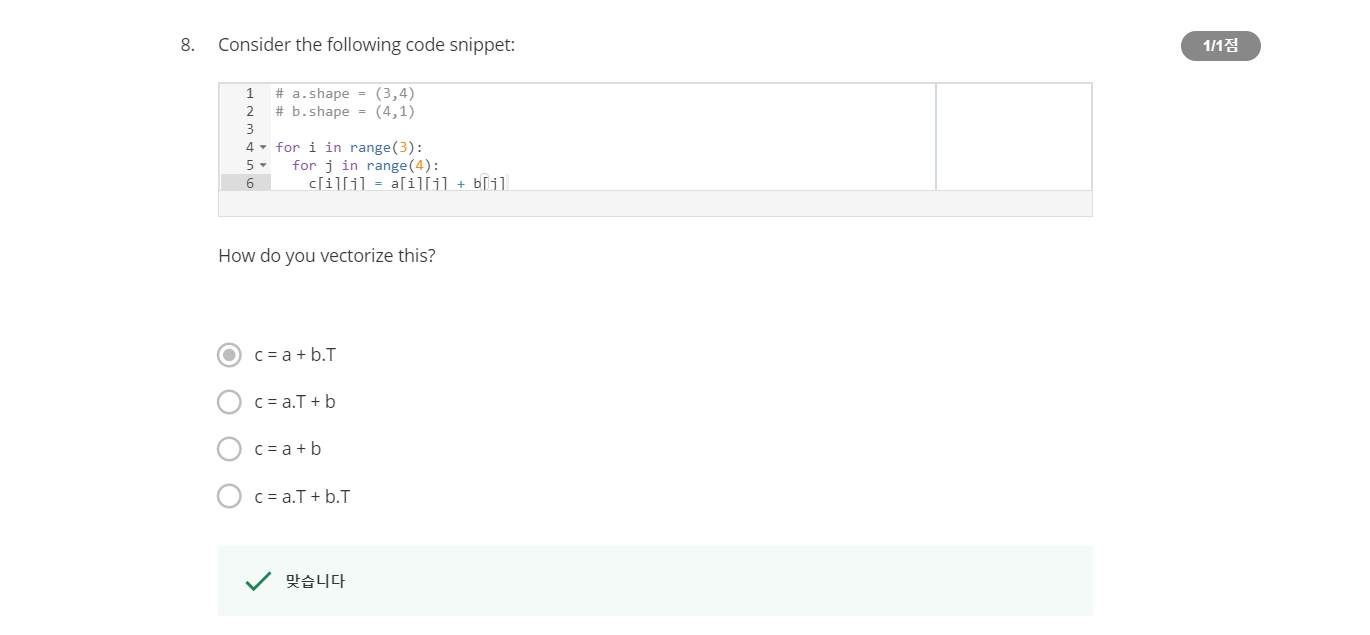 8. Consider the following code snippet:
1/1점
1 # a.shape = (3,4)
2 # b.shape = (4,1)
3
4 for i in range(3):
5   for j in range(4):
6     c[i][j] = a[i][j] + b[j]
How do you vectorize this?
c = a + b.T
c = a.T + b
c = a + b
c = a.T + b.T
맞습니다